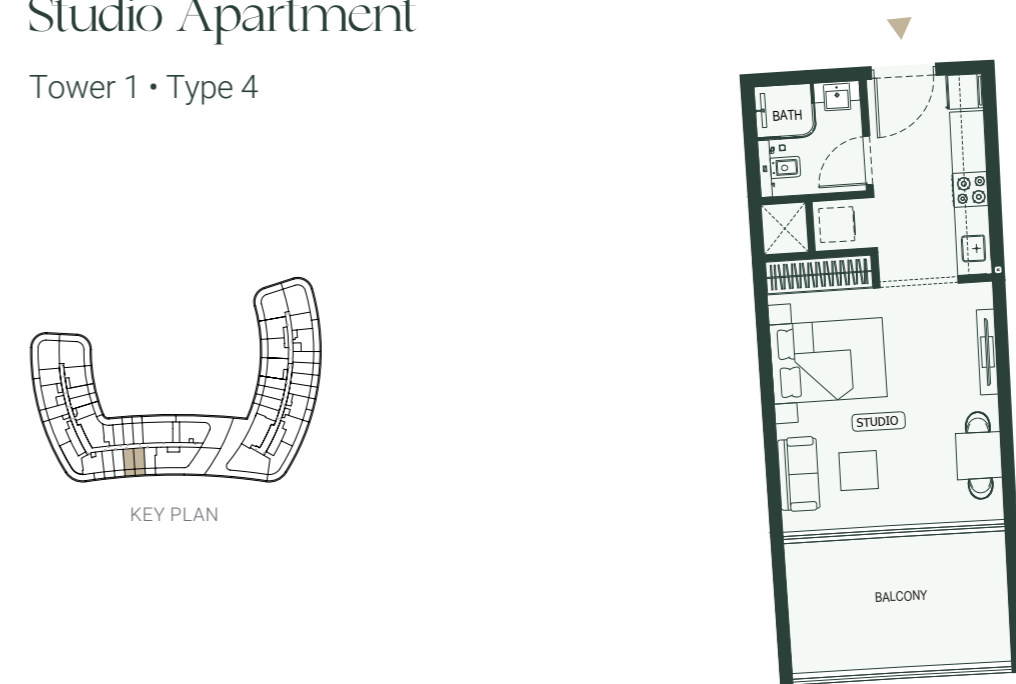 Studio Apartment
Tower 1 • Type 4
BATH
STUDIO
KEY PLAN
BALCONY